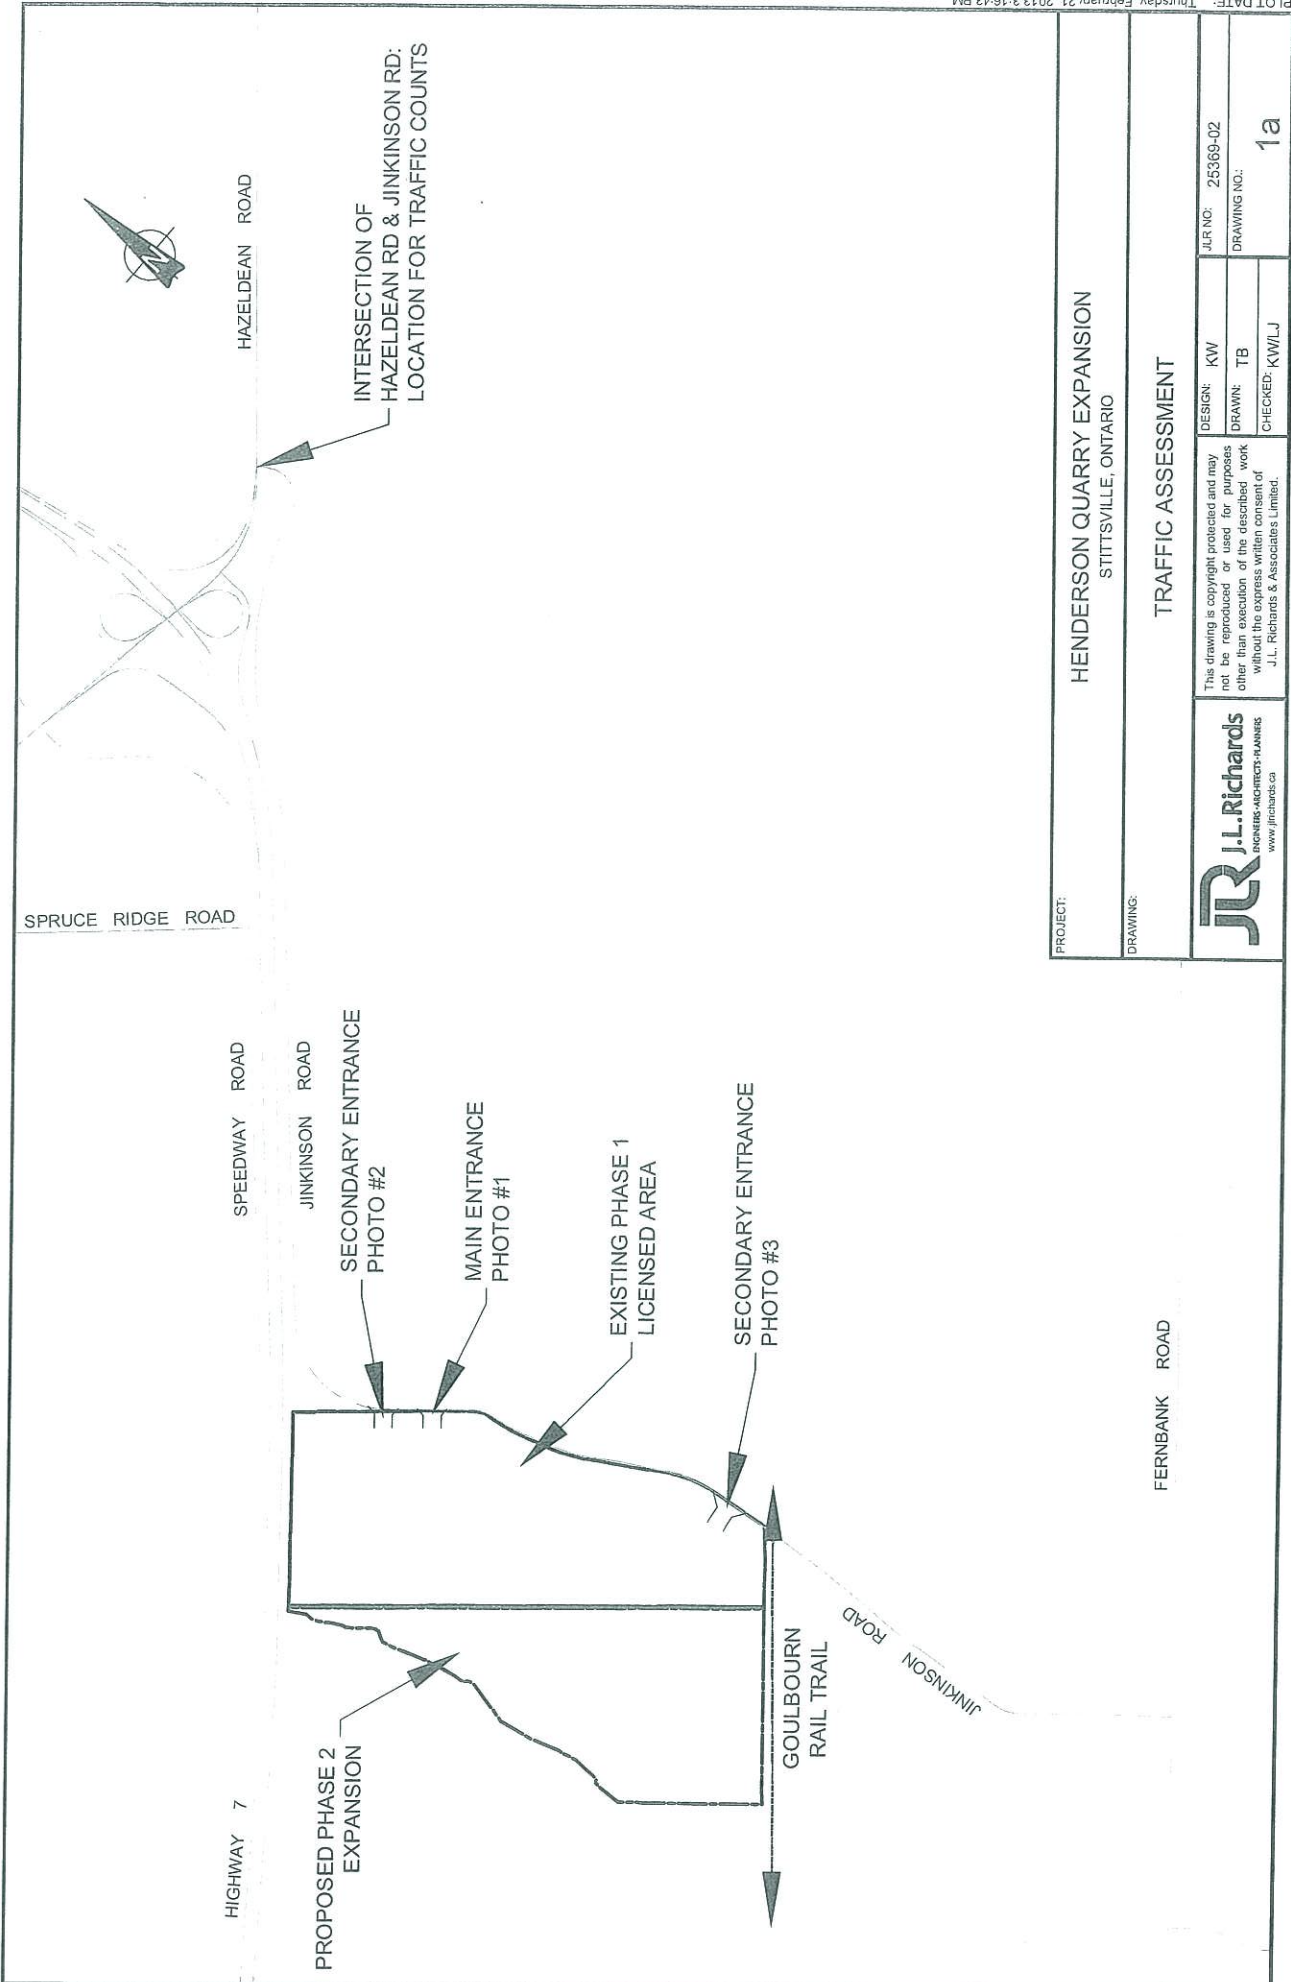 HIGHWAY 7
SPEEDWAY ROAD
JINKINSON ROAD
SPRUCE RIDGE ROAD
HAZELDEAN ROAD
N
INTERSECTION OF
HAZELDEAN RD & JINKINSON RD:
LOCATION FOR TRAFFIC COUNTS
PROPOSED PHASE 2
EXPANSION
SECONDARY ENTRANCE
PHOTO #2
MAIN ENTRANCE
PHOTO #1
EXISTING PHASE 1
LICENSED AREA
SECONDARY ENTRANCE
PHOTO #3
GOULBOURN
RAIL TRAIL
JINKINSON ROAD
FERNBANK ROAD
PROJECT:
HENDERSON QUARRY EXPANSION
STITTSVILLE, ONTARIO
DRAWING:
TRAFFIC ASSESSMENT
JLR J.L.Richards
ENGINEERS·ARCHITECTS·PLANNERS
www.jlrichards.ca
This drawing is copyright protected and may
not be reproduced or used for purposes
other than execution of the described work
without the express written consent of
J.L. Richards & Associates Limited.
DESIGN: KW
DRAWN: TB
CHECKED: KW/LJ
JLR NO: 25369-02
DRAWING NO.:
1a
PLOT DATE: Thursday, February 21, 2013 3:16:43 PM